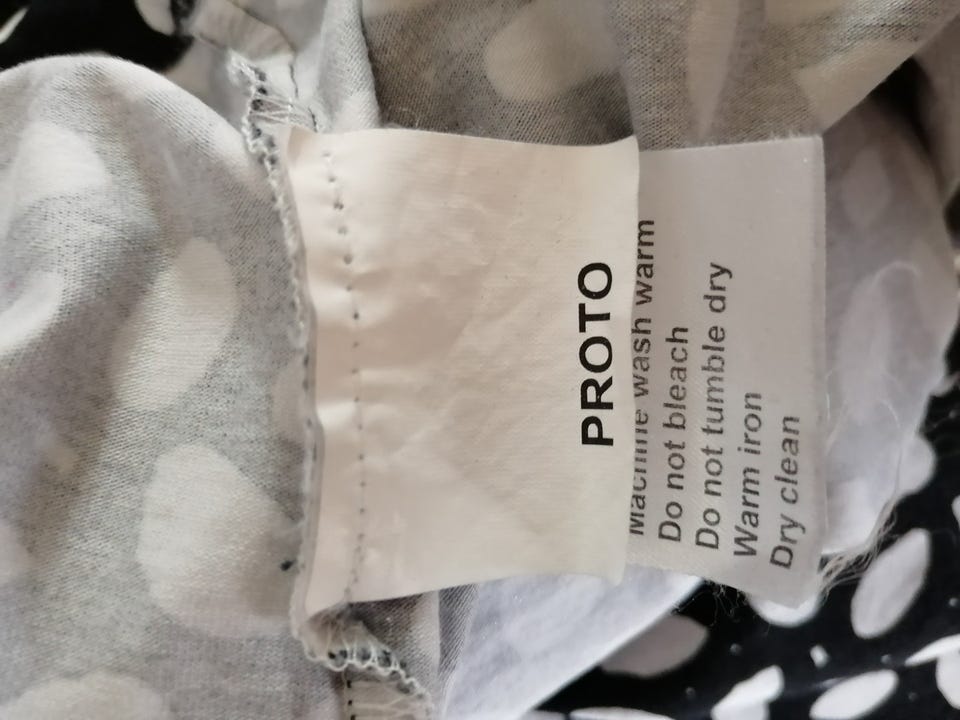 PROTO
Machine wash warm
Do not bleach
Do not tumble dry
Warm iron
Dry clean